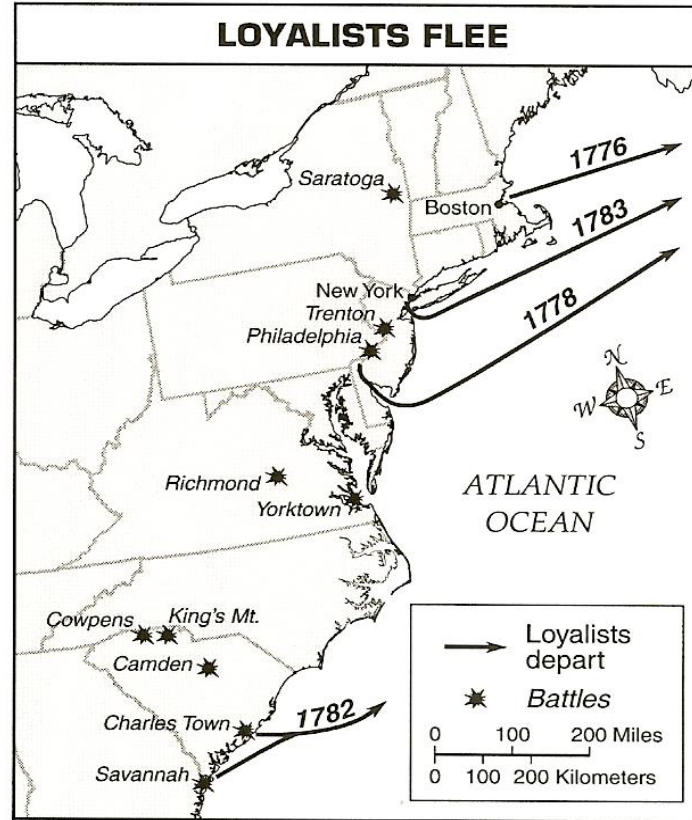 LOYALISTS FLEE
Saratoga
1776
Boston
1783
New York
Trenton
Philadelphia
1778
N
W E
S
Richmond
Yorktown
ATLANTIC
OCEAN
Cowpens King's Mt.
Camden
Charles Town
1782
Savannah
Loyalists
depart
Battles
0 100 200 Miles
0 100 200 Kilometers